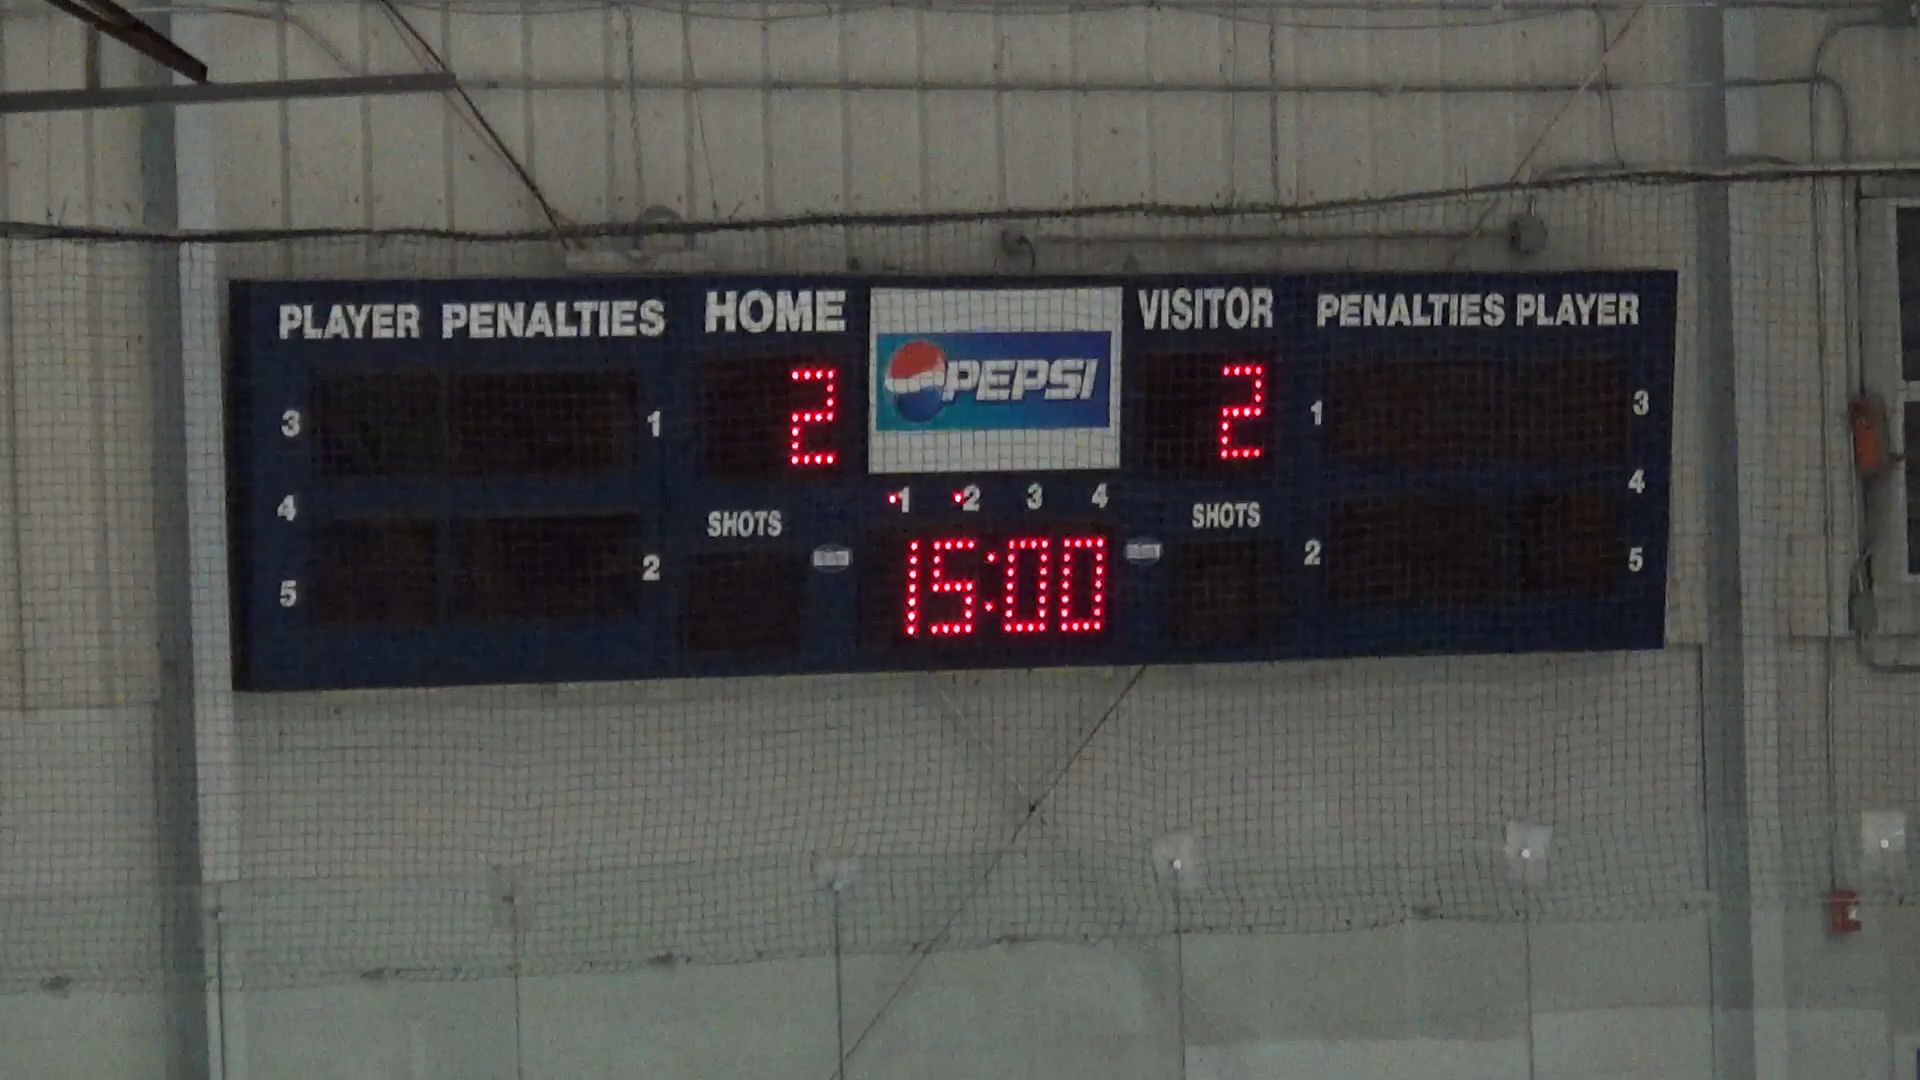 PLAYER PENALTIES HOME VISITOR PENALTIES PLAYER
PEPSI
3 1 2 2 1 3
4 1 2 3 4 4
SHOTS SHOTS
5 2 15:00 2 5